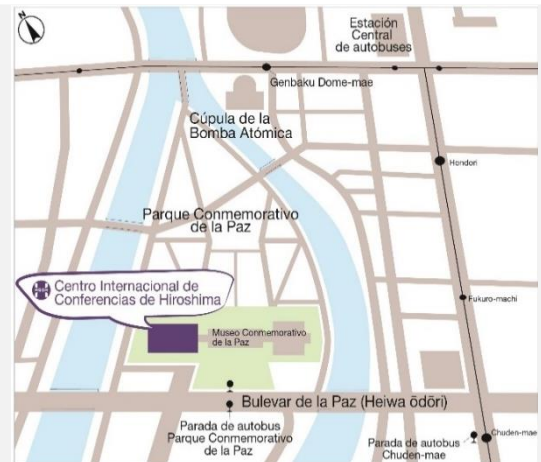 N
Estación
Central
de autobuses
Genbaku Dome-mae
Cúpula de la
Bomba Atómica
Hondori
Parque Conmemorativo
de la Paz
Centro Internacional de
Conferencias de Hiroshima
Fukuro-machi
Museo Conmemorativo
de la Paz
Bulevar de la Paz (Heiwa ōdōri)
Parada de autobus
Parque Conmemorativo
de la Paz
Chuden-mae
Parada de autobus
Chuden-mae